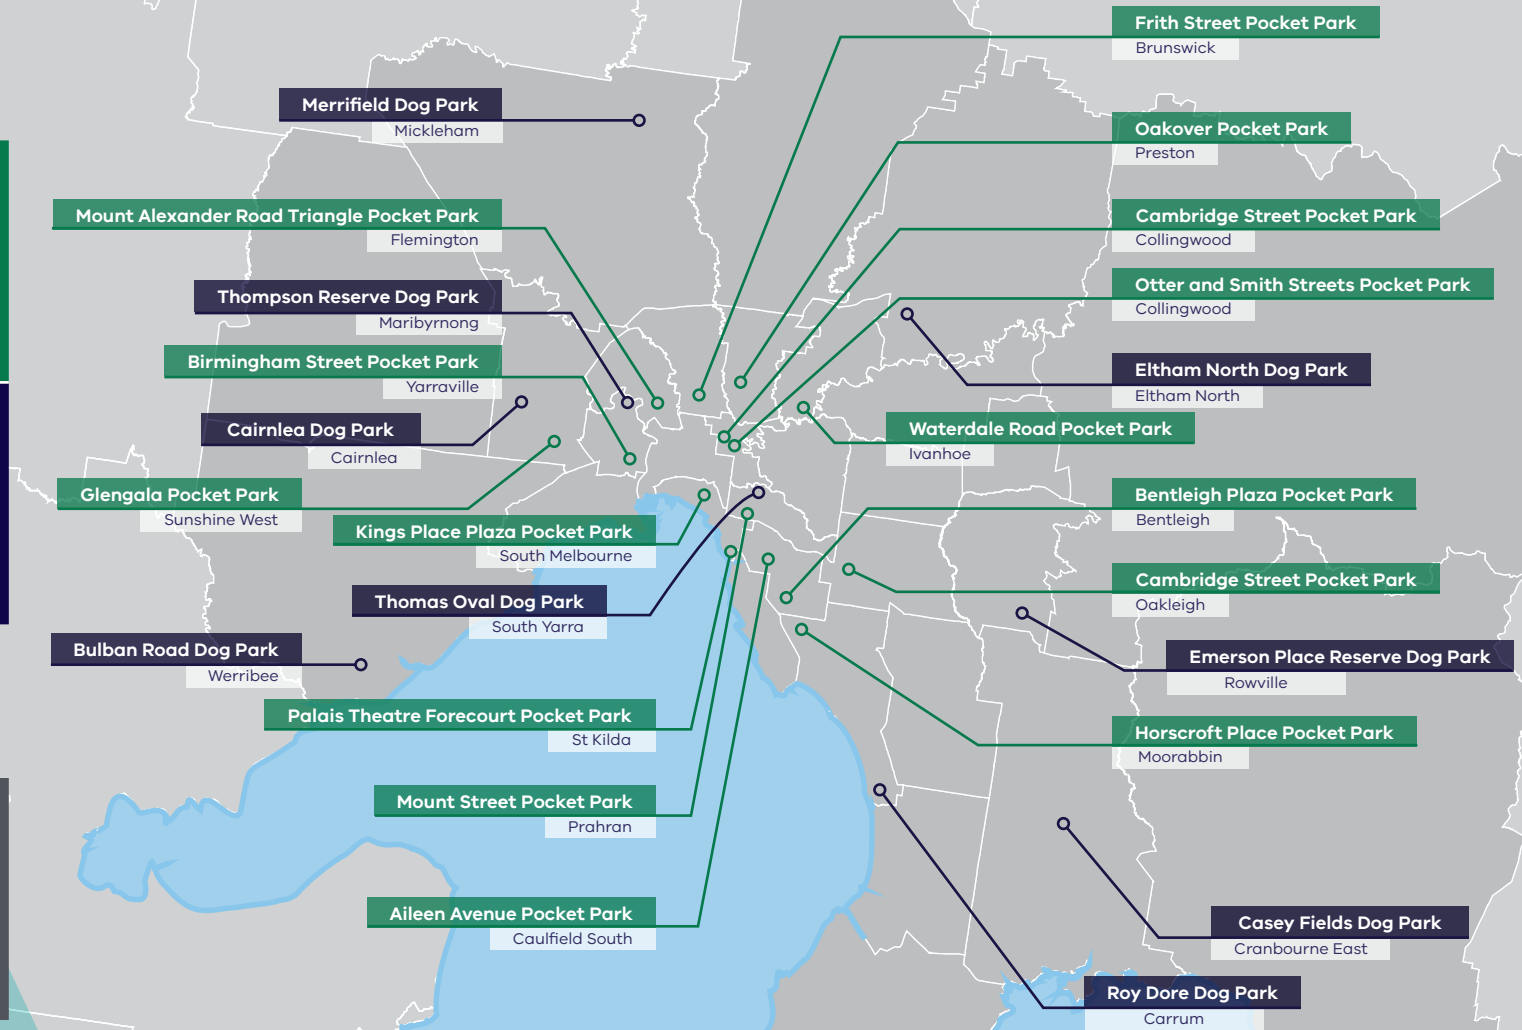 Frith Street Pocket Park
Brunswick
Merrifield Dog Park
Mickleham
Oakover Pocket Park
Preston
Mount Alexander Road Triangle Pocket Park
Flemington
Cambridge Street Pocket Park
Collingwood
Otter and Smith Streets Pocket Park
Collingwood
Thompson Reserve Dog Park
Maribyrnong
Birmingham Street Pocket Park
Yarraville
Eltham North Dog Park
Eltham North
Cairnlea Dog Park
Cairnlea
Waterdale Road Pocket Park
Ivanhoe
Glengala Pocket Park
Sunshine West
Bentleigh Plaza Pocket Park
Bentleigh
Kings Place Plaza Pocket Park
South Melbourne
Cambridge Street Pocket Park
Oakleigh
Thomas Oval Dog Park
South Yarra
Bulban Road Dog Park
Werribee
Emerson Place Reserve Dog Park
Rowville
Palais Theatre Forecourt Pocket Park
St Kilda
Horscroft Place Pocket Park
Moorabbin
Mount Street Pocket Park
Prahran
Aileen Avenue Pocket Park
Caulfield South
Casey Fields Dog Park
Cranbourne East
Roy Dore Dog Park
Carrum